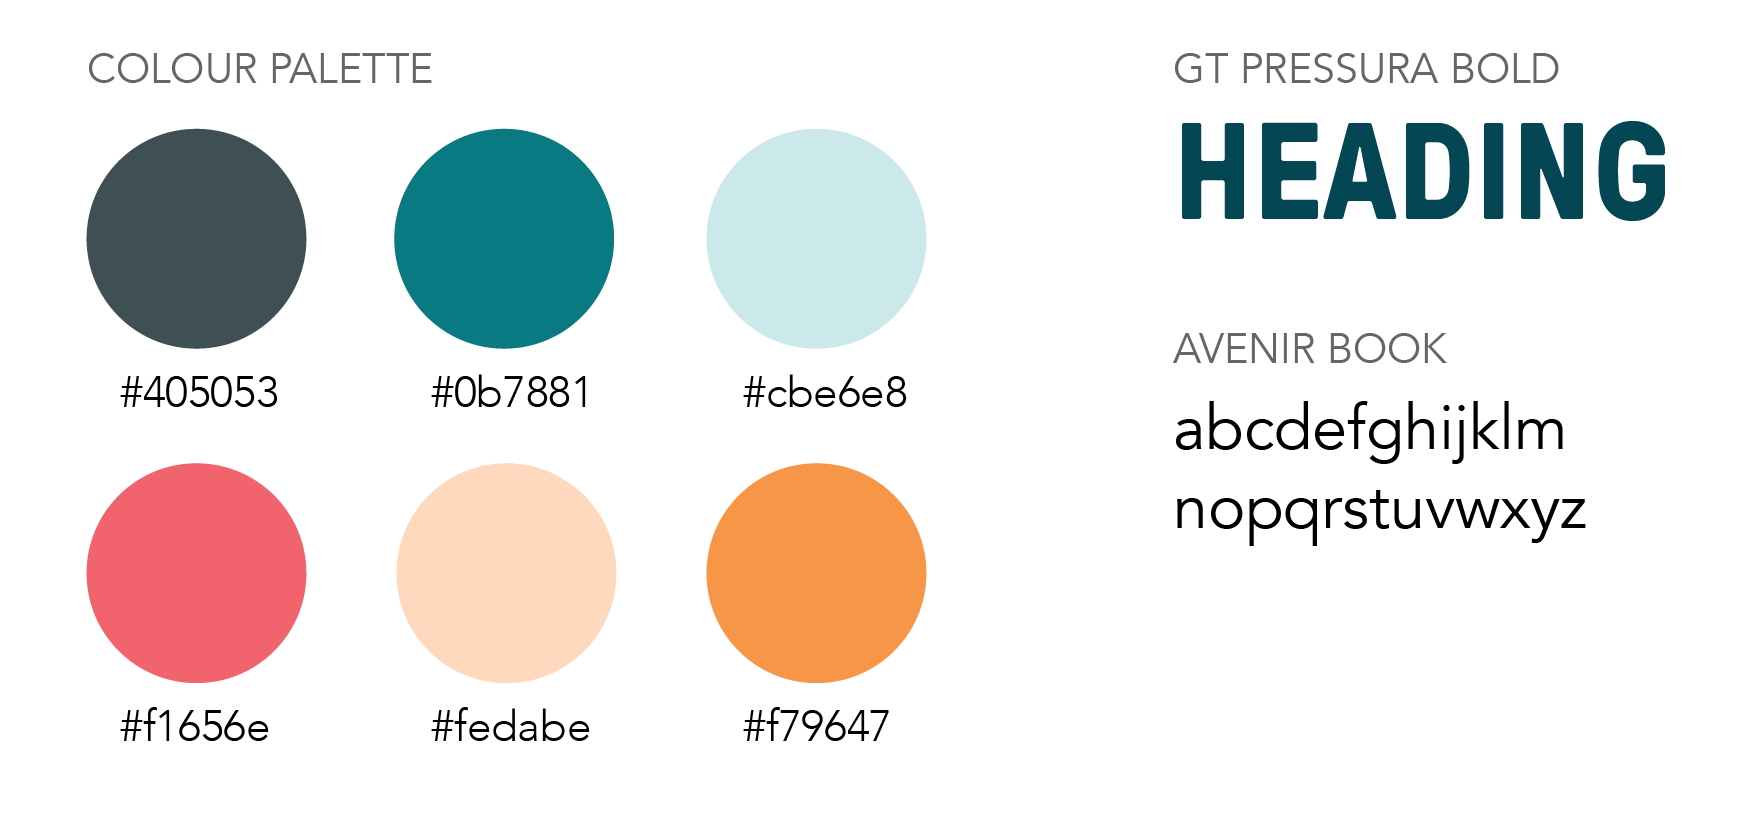 COLOUR PALETTE
#405053
#0b7881
#cbe6e8
#f1656e
#fedabe
#f79647
GT PRESSURA BOLD
HEADING
AVENIR BOOK
abcdefghijklm
nopqrstuvwxyz